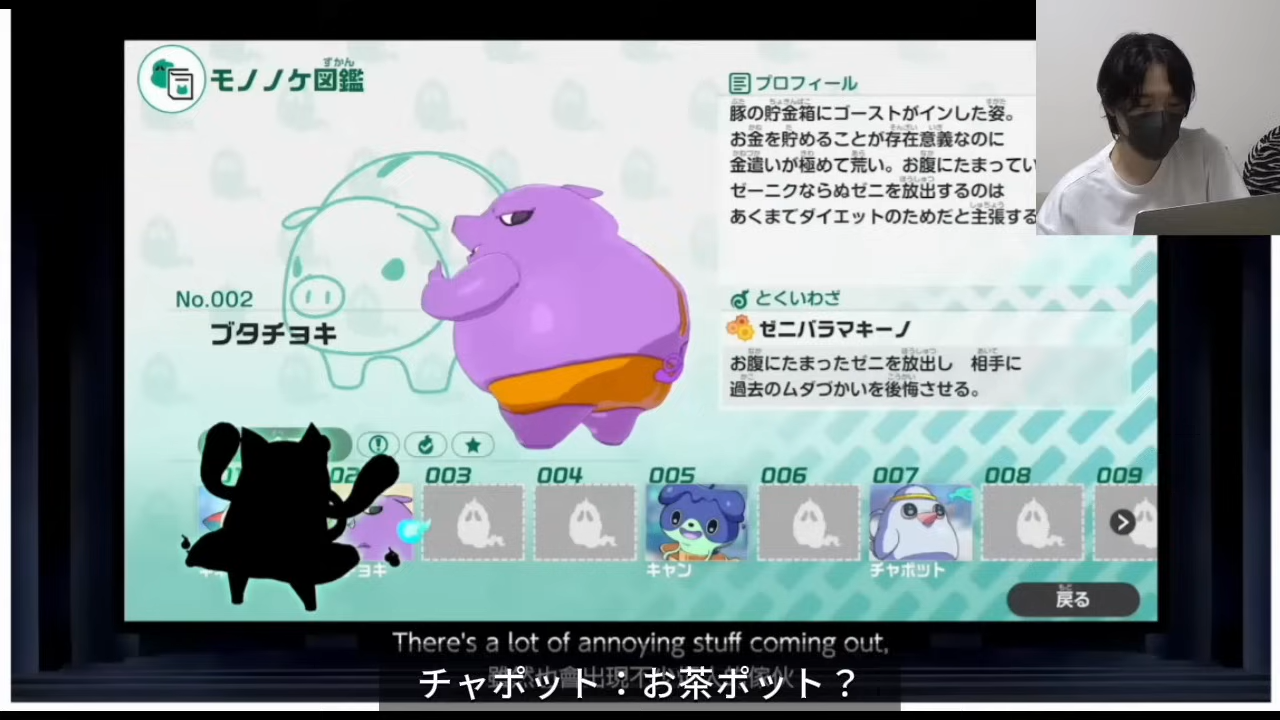 モノノケ図鑑
ずかん
プロフィール
豚の貯金箱にゴーストがインした姿。
お金を貯めることが存在意義なのに
金遣いが極めて荒い。お腹にたまってい
ゼーニクならぬゼニを放出するのは
あくまでダイエットのためだと主張する
No.002
ブタチョキ
とくいわざ
ゼニバラマキーノ
お腹にたまったゼニを放出し 相手に
過去のムダづかいを後悔させる。
003 004 005 006 007 008 009
キャン
チャポット
戻る
There's a lot of annoying stuff coming out,
チャポット：お茶ポット？